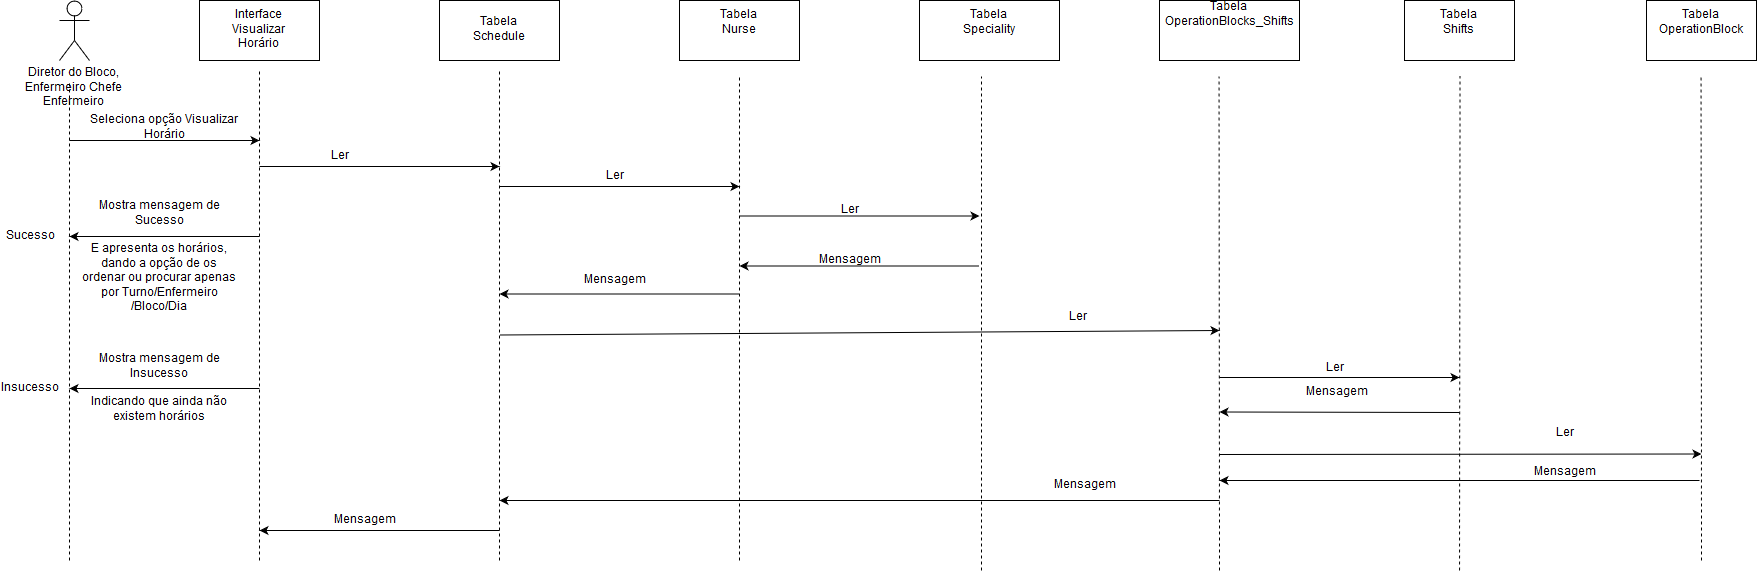 Interface
Visualizar
Horário
Tabela
Schedule
Tabela
Nurse
Tabela
Speciality
Tabela
OperationBlocks_Shifts
Tabela
Shifts
Tabela
OperationBlock
Diretor do Bloco,
Enfermeiro Chefe
Enfermeiro
Seleciona opção Visualizar
Horário
Ler
Ler
Mostra mensagem de
Sucesso
Ler
Sucesso
E apresenta os horários,
dando a opção de os
ordenar ou procurar apenas
por Turno/Enfermeiro
/Bloco/Dia
Mensagem
Mensagem
Ler
Mostra mensagem de
Insucesso
Ler
Insucesso
Mensagem
Indicando que ainda não
existem horários
Ler
Mensagem
Mensagem
Mensagem